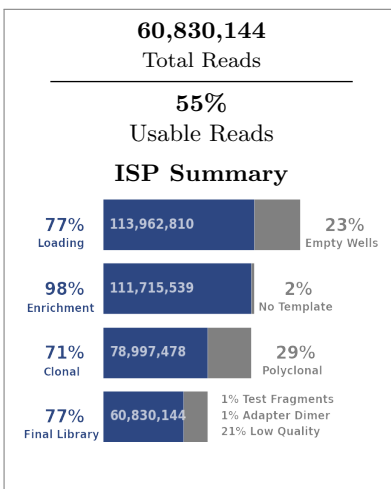 60,830,144
Total Reads
55%
Usable Reads
ISP Summary
77% 113,962,810 23%
Loading Empty Wells
98% 111,715,539 2%
Enrichment No Template
71% 78,997,478 29%
Clonal Polyclonal
1% Test Fragments
77% 60,830,144 1% Adapter Dimer
Final Library 21% Low Quality